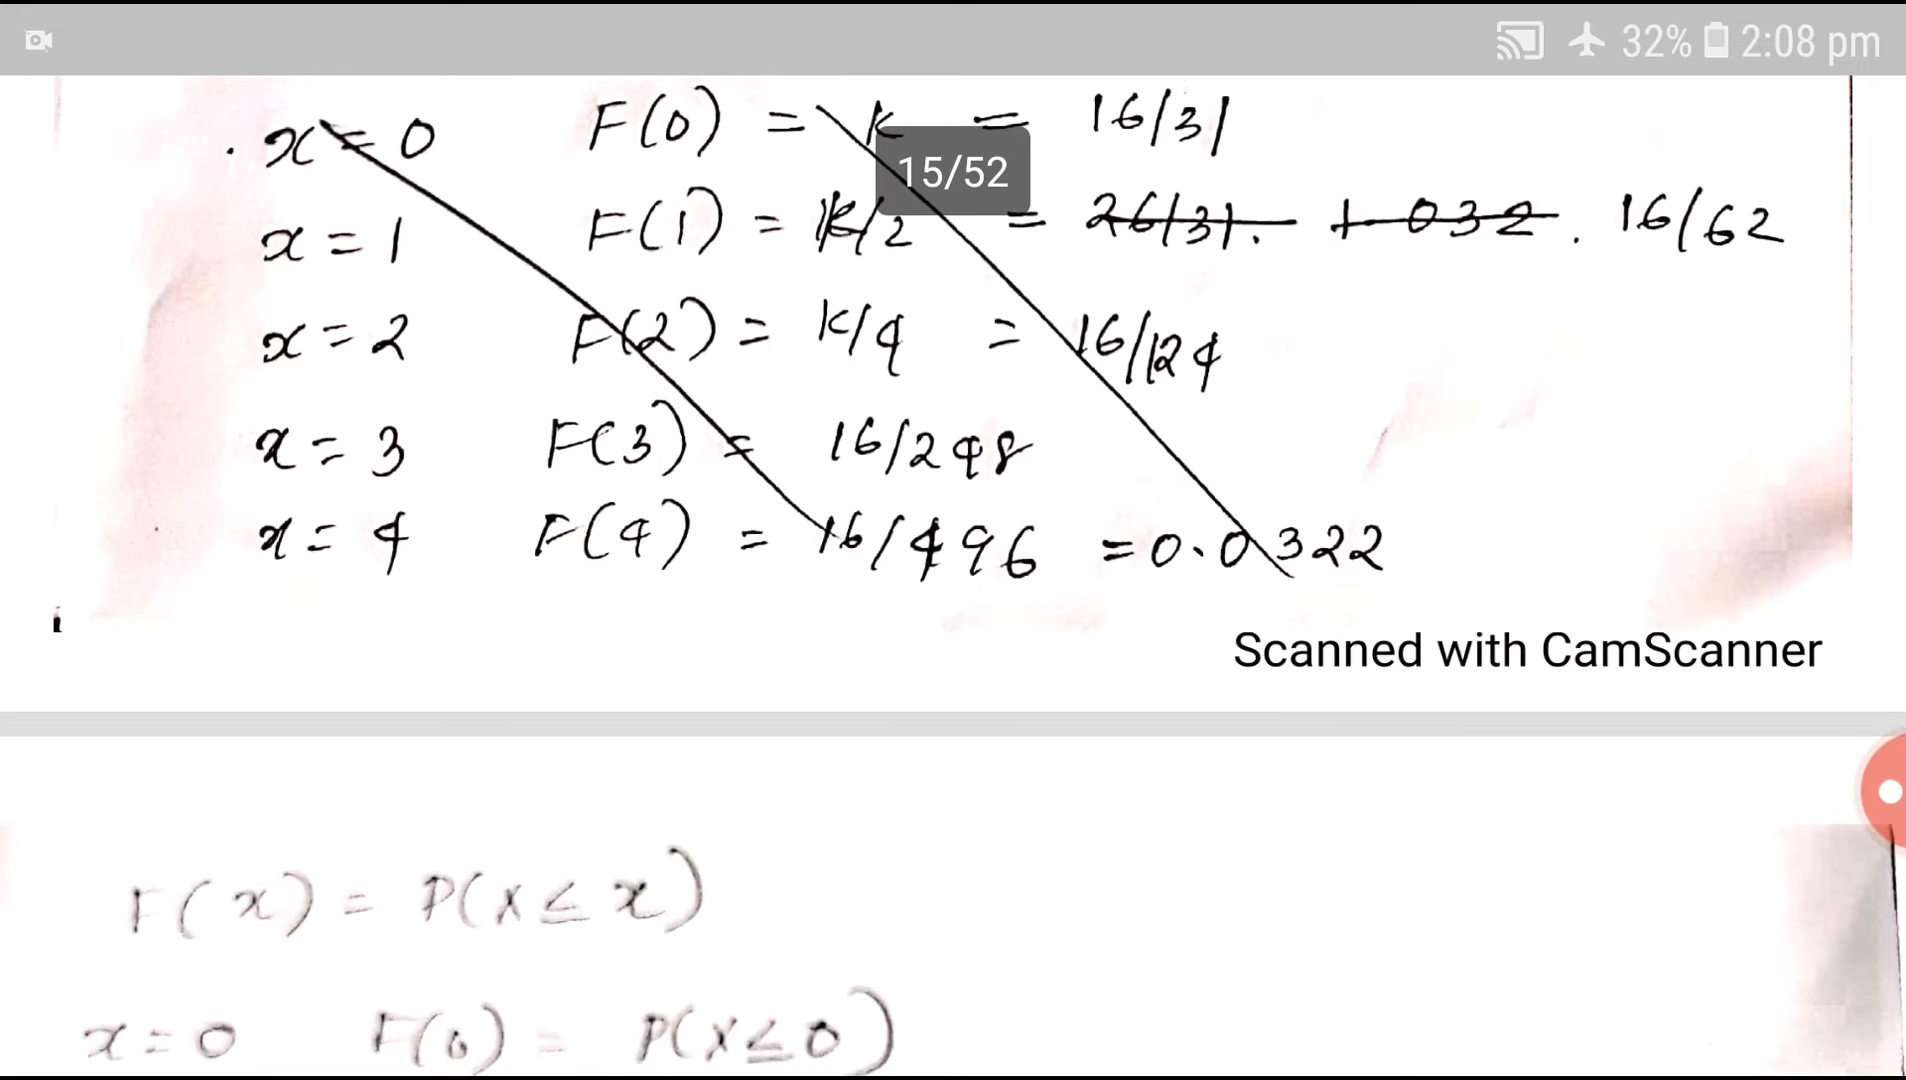 32% 2:08 pm
. x = 0 F(0) = k = 16/31
15/52
x = 1 F(1) = k/2 = 26/31. + 032. 16/62
x = 2 F(2) = k/4 = 16/124
x = 3 F(3) = 16/248
x = 4 F(4) = 16/496 = 0.0322
i
Scanned with CamScanner
F(x) = P(X ≤ x)
x = 0 F(0) = P(X ≤ 0)